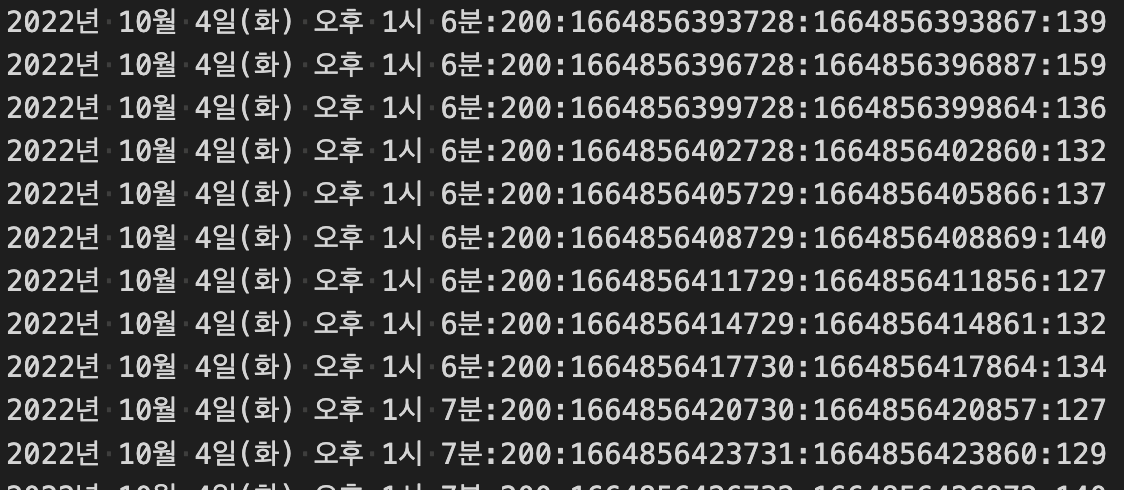 2022년 10월 4일(화) 오후 1시 6분:200:1664856393728:1664856393867:139
2022년 10월 4일(화) 오후 1시 6분:200:1664856396728:1664856396887:159
2022년 10월 4일(화) 오후 1시 6분:200:1664856399728:1664856399864:136
2022년 10월 4일(화) 오후 1시 6분:200:1664856402728:1664856402860:132
2022년 10월 4일(화) 오후 1시 6분:200:1664856405729:1664856405866:137
2022년 10월 4일(화) 오후 1시 6분:200:1664856408729:1664856408869:140
2022년 10월 4일(화) 오후 1시 6분:200:1664856411729:1664856411856:127
2022년 10월 4일(화) 오후 1시 6분:200:1664856414729:1664856414861:132
2022년 10월 4일(화) 오후 1시 6분:200:1664856417730:1664856417864:134
2022년 10월 4일(화) 오후 1시 7분:200:1664856420730:1664856420857:127
2022년 10월 4일(화) 오후 1시 7분:200:1664856423731:1664856423860:129